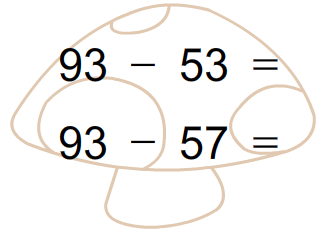 93 − 53 =
93 − 57 =